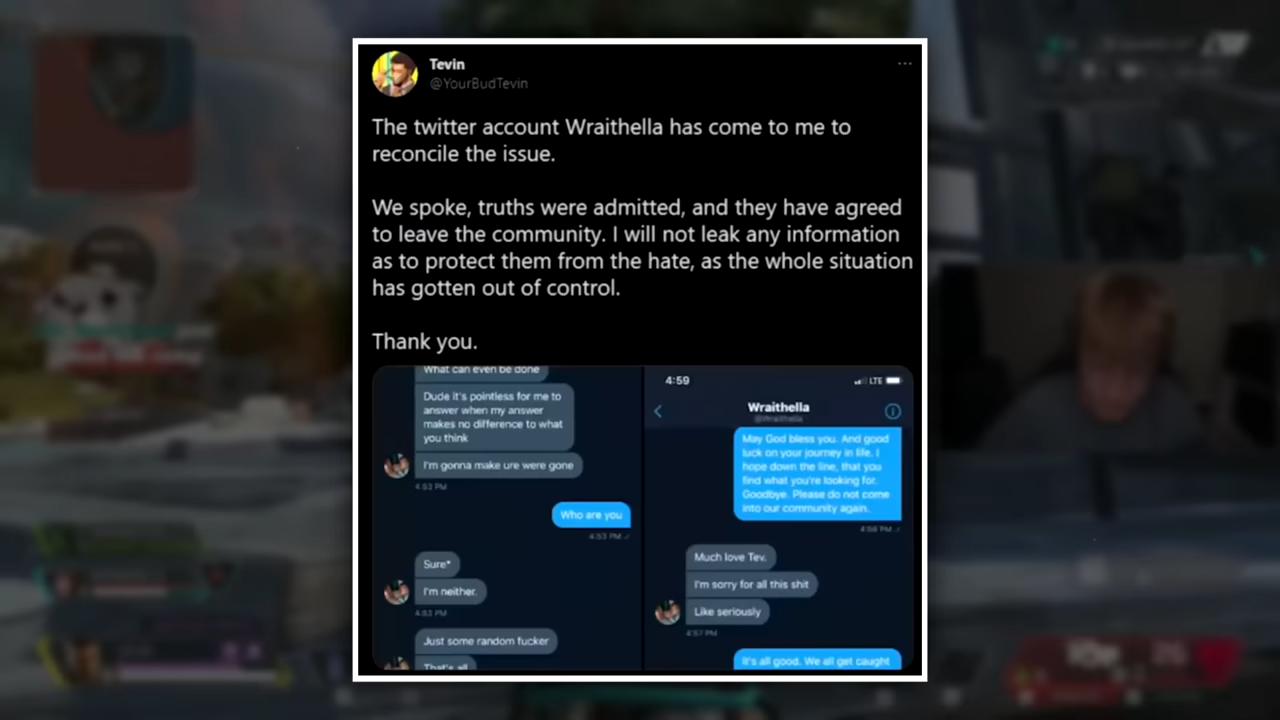 Tevin
@YourBudTevin
The twitter account Wraithella has come to me to
reconcile the issue.
We spoke, truths were admitted, and they have agreed
to leave the community. I will not leak any information
as to protect them from the hate, as the whole situation
has gotten out of control.
Thank you.
What can even be done
Dude it's pointless for me to
answer when my answer
makes no difference to what
you think
I'm gonna make ure were gone
4:53 PM
Who are you
4:53 PM
Sure*
I'm neither.
4:53 PM
Just some random fucker
That's all
4:59
LTE
Wraithella
@Wraithella
May God bless you. And good
luck on your journey in life. I
hope down the line, that you
find what you're looking for.
Goodbye. Please do not come
into our community again.
4:56 PM
Much love Tev.
I'm sorry for all this shit
Like seriously
4:57 PM
It's all good. We all get caught